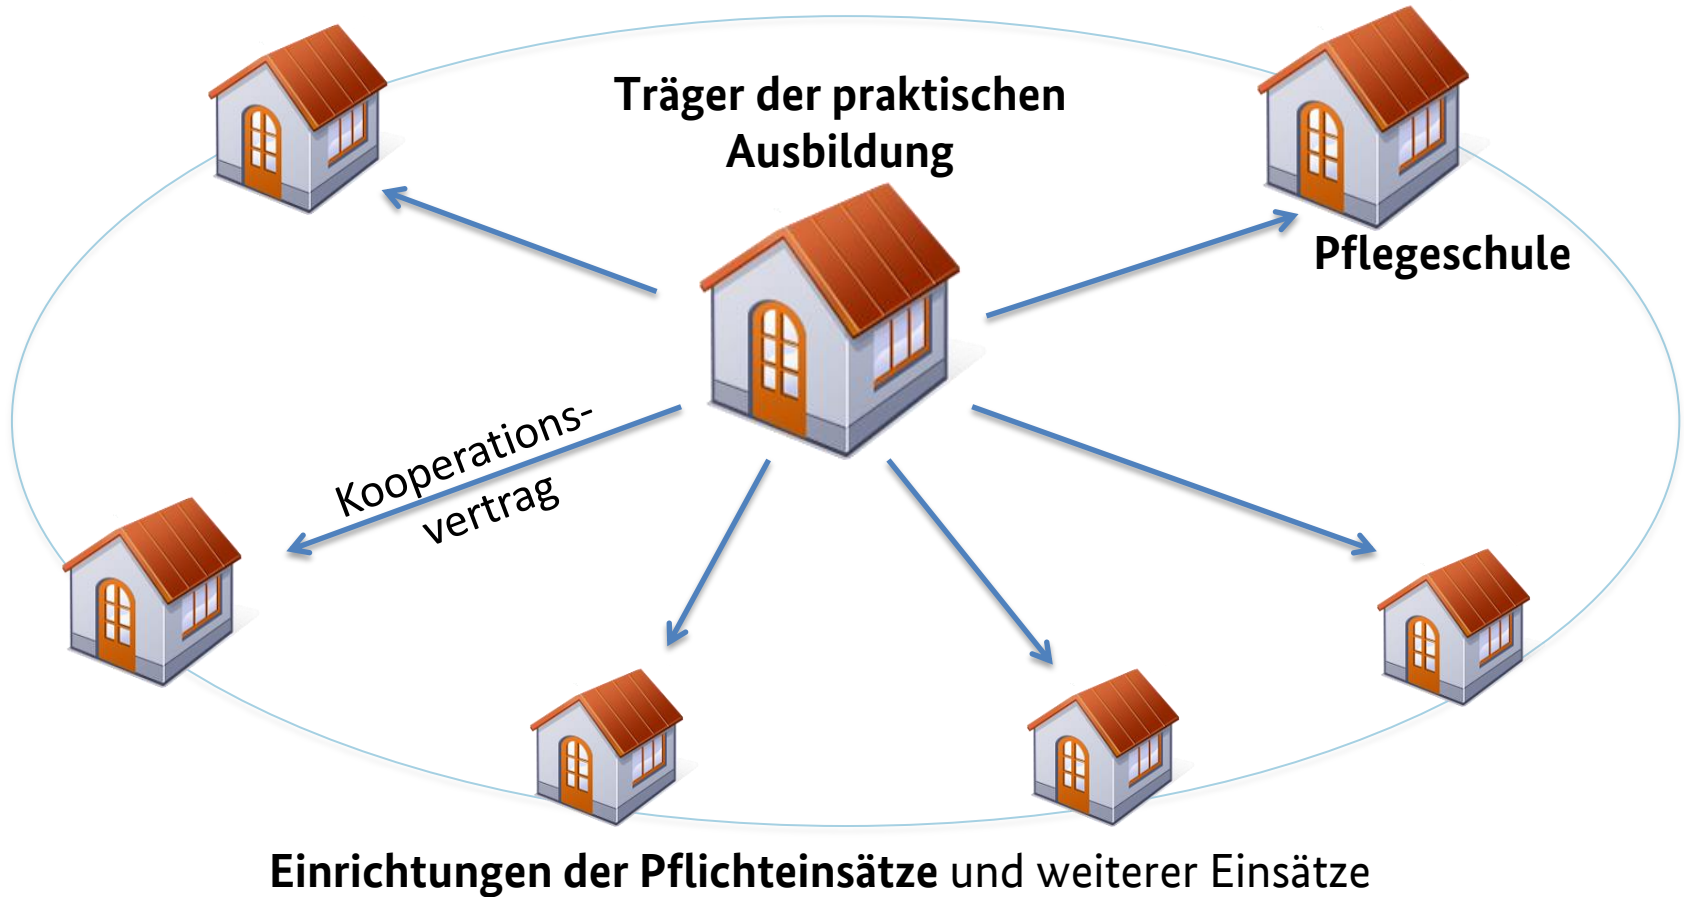 Träger der praktischen
Ausbildung
Pflegeschule
Kooperations-
vertrag
Einrichtungen der Pflichteinsätze und weiterer Einsätze